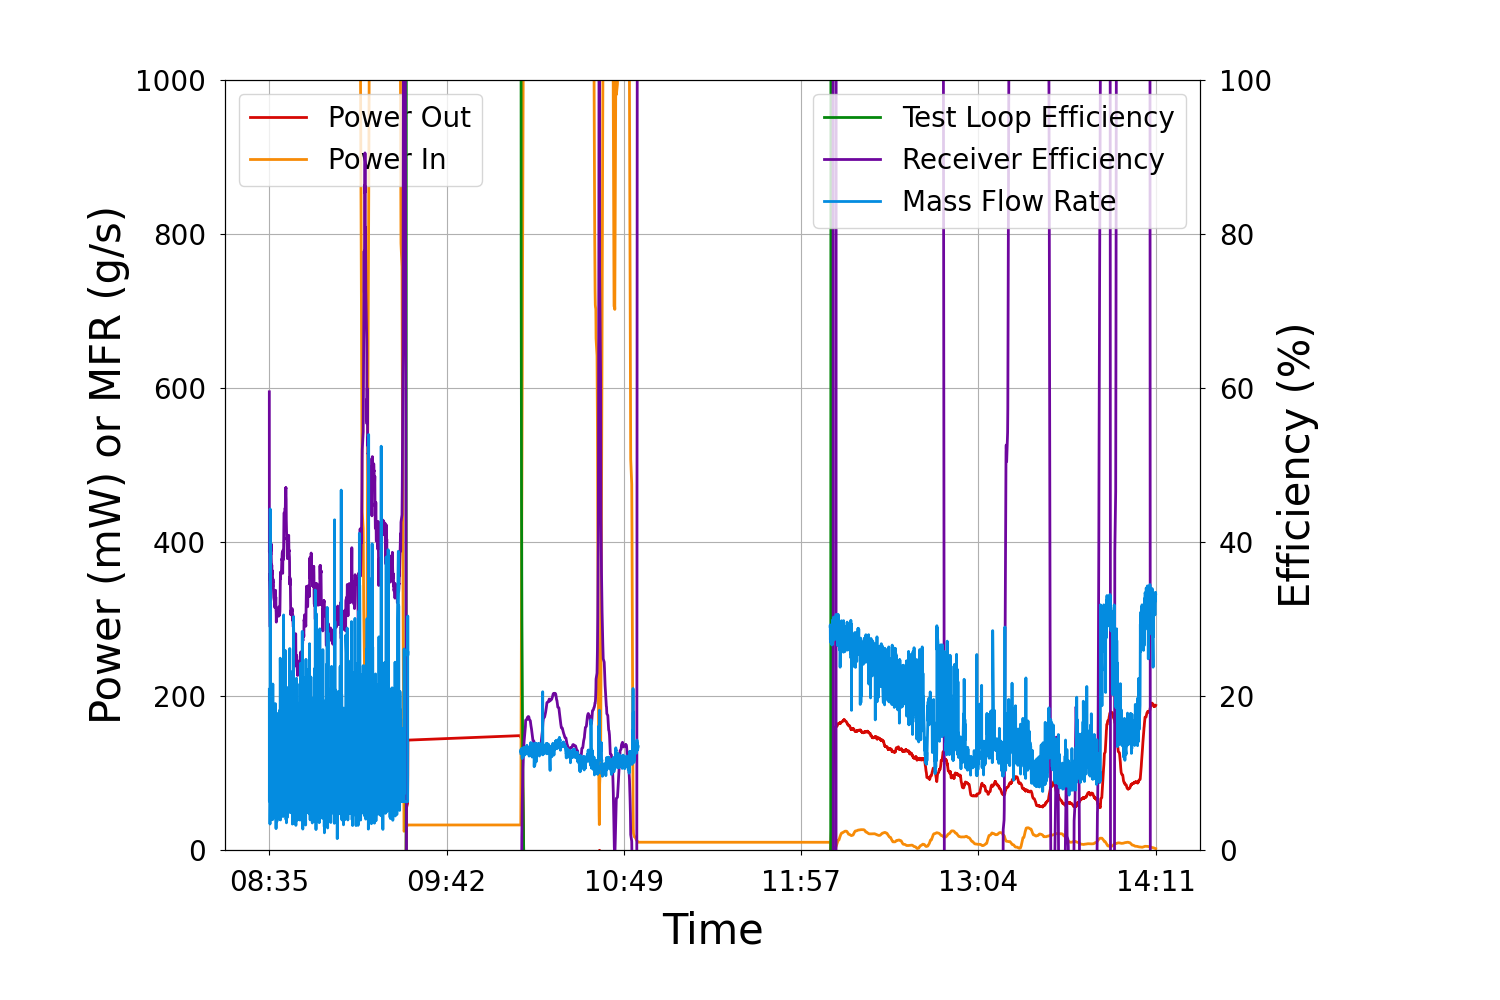 Power (mW) or MFR (g/s)
1000
800
600
400
200
0
Power Out
Power In
Test Loop Efficiency
Receiver Efficiency
Mass Flow Rate
100
80
60
40
20
0
Efficiency (%)
08:35 09:42 10:49 11:57 13:04 14:11
Time